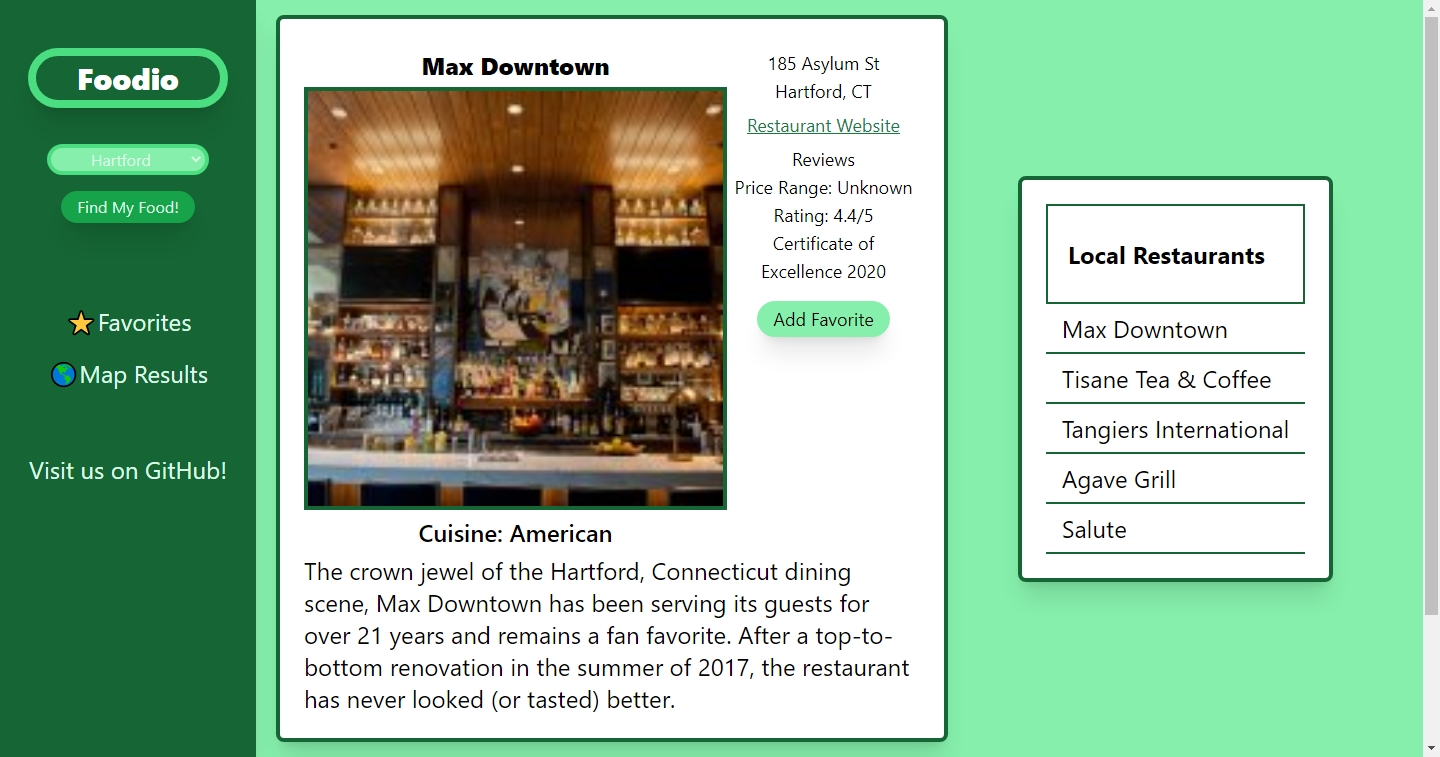 Foodio
Hartford
Find My Food!
Favorites
Map Results
Visit us on GitHub!
Max Downtown
185 Asylum St
Hartford, CT
Restaurant Website
Reviews
Price Range: Unknown
Rating: 4.4/5
Certificate of
Excellence 2020
Add Favorite
Cuisine: American
The crown jewel of the Hartford, Connecticut dining
scene, Max Downtown has been serving its guests for
over 21 years and remains a fan favorite. After a top-to-
bottom renovation in the summer of 2017, the restaurant
has never looked (or tasted) better.
Local Restaurants
Max Downtown
Tisane Tea & Coffee
Tangiers International
Agave Grill
Salute